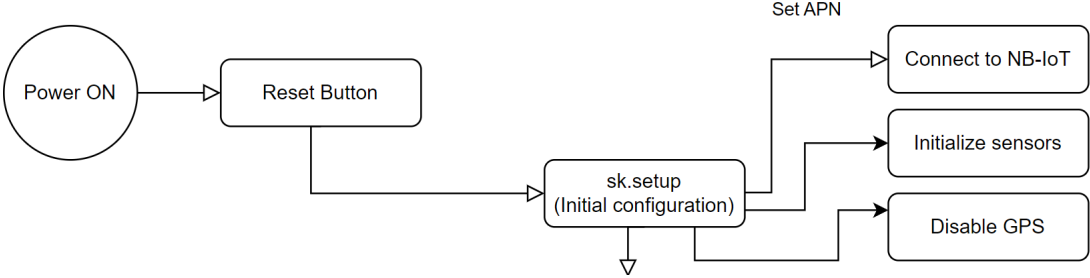 Set APN
Power ON
Reset Button
Connect to NB-IoT
Initialize sensors
sk.setup
(Initial configuration)
Disable GPS